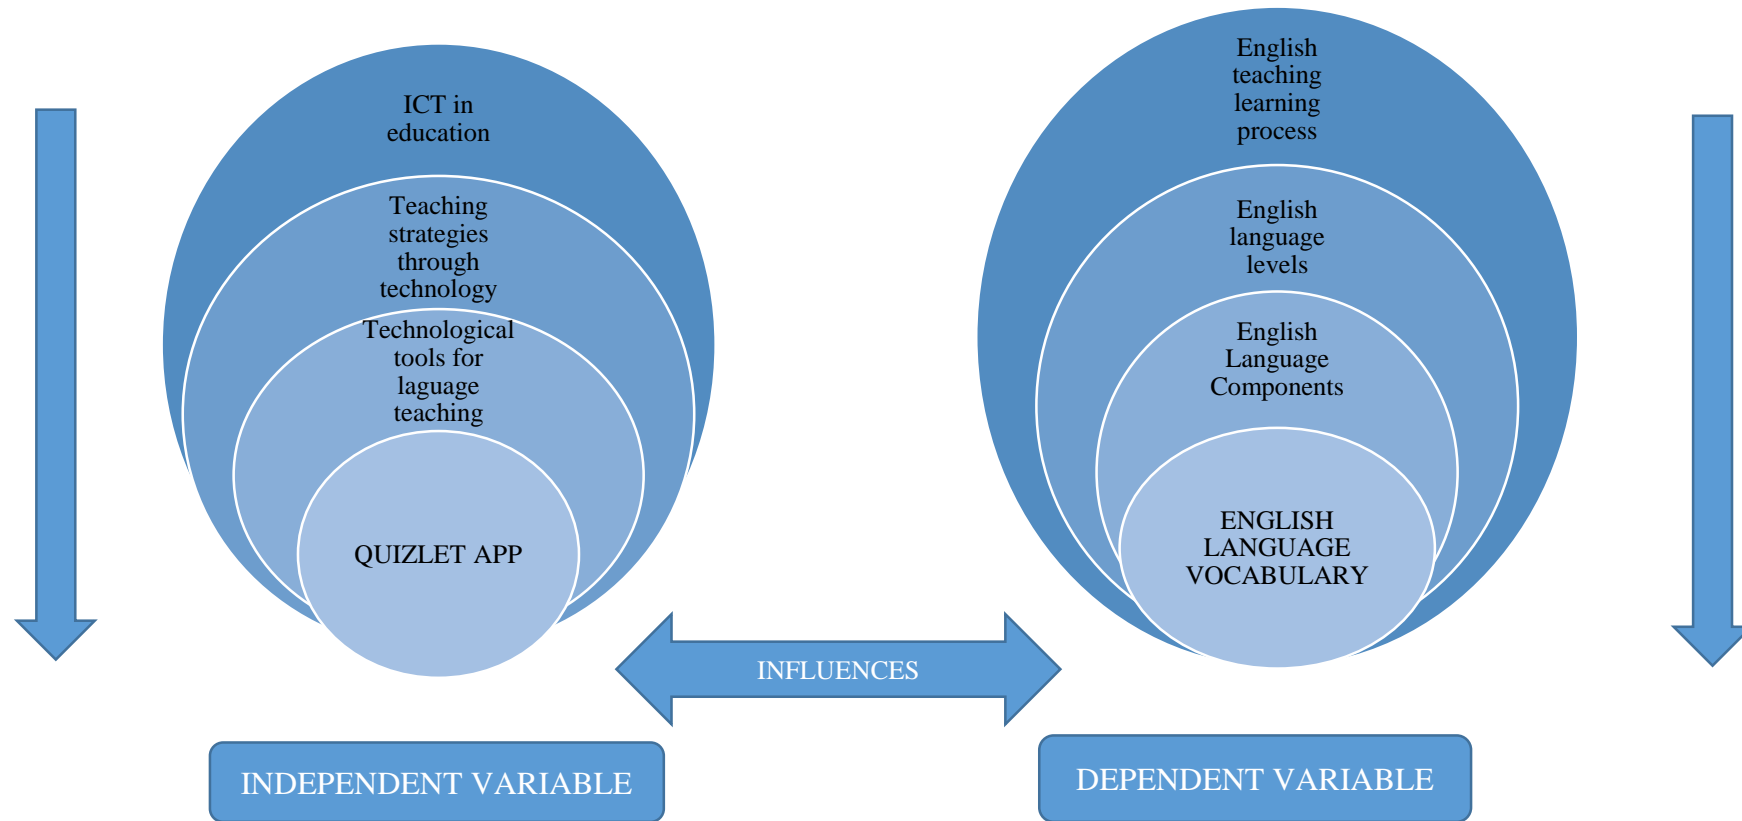 ICT in
education
Teaching
strategies
through
technology
Technological
tools for
laguage
teaching
QUIZLET APP
English
teaching
learning
process
English
language
levels
English
Language
Components
ENGLISH
LANGUAGE
VOCABULARY
INFLUENCES
INDEPENDENT VARIABLE
DEPENDENT VARIABLE